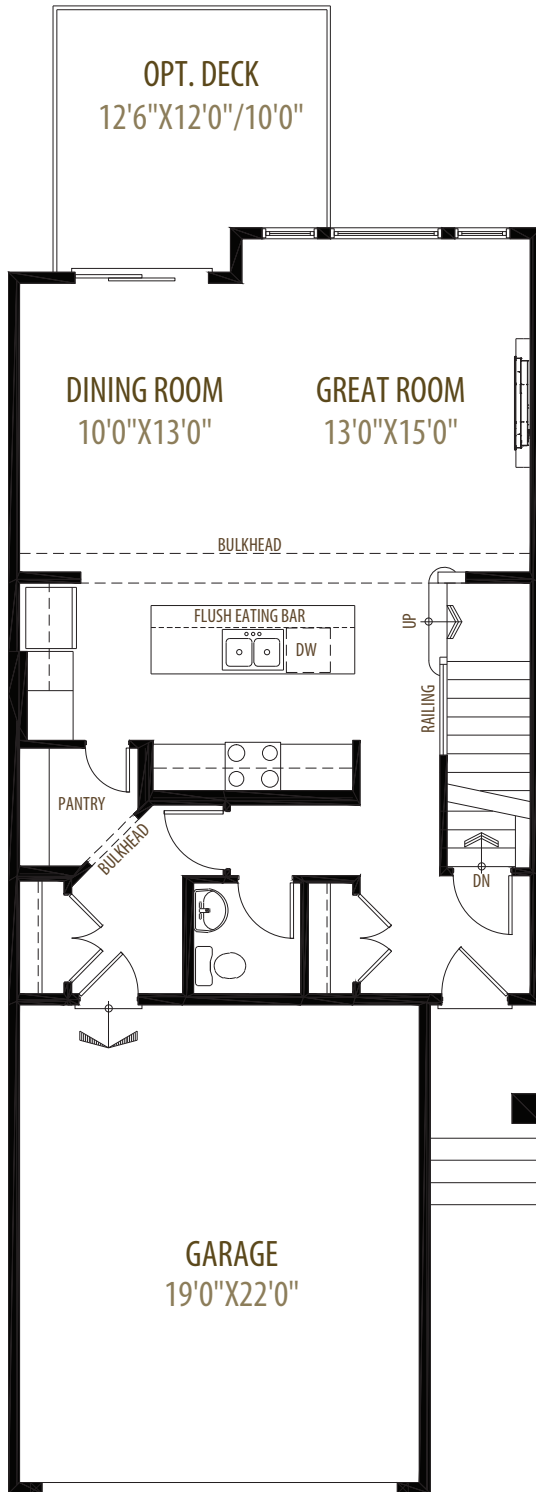 OPT. DECK
12'6"X12'0"/10'0"
DINING ROOM
10'0"X13'0"
GREAT ROOM
13'0"X15'0"
BULKHEAD
FLUSH EATING BAR
DW
UP
RAILING
PANTRY
BULKHEAD
DN
GARAGE
19'0"X22'0"